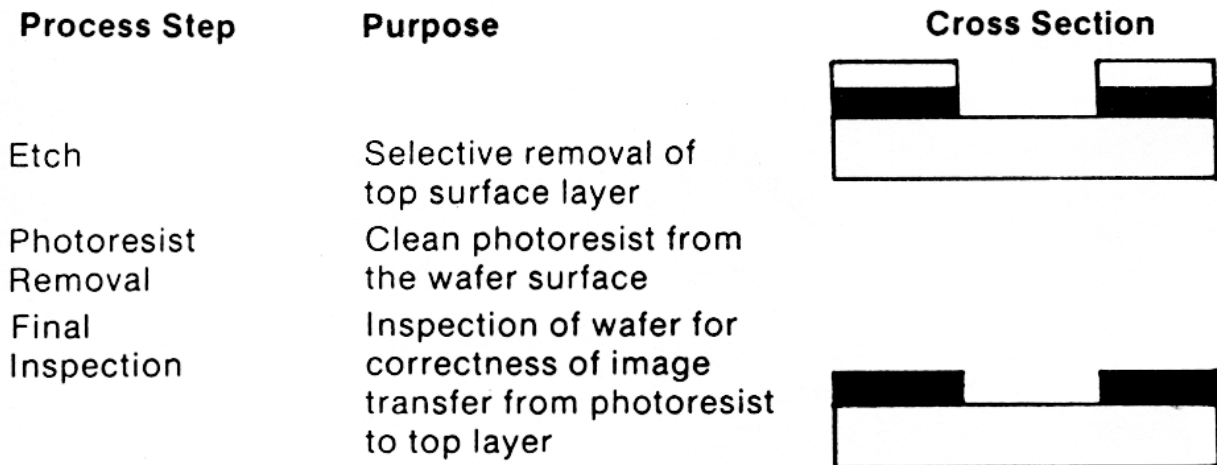 Process Step Purpose Cross Section
Etch Selective removal of
top surface layer
Photoresist Clean photoresist from
Removal the wafer surface
Final Inspection of wafer for
Inspection correctness of image
transfer from photoresist
to top layer